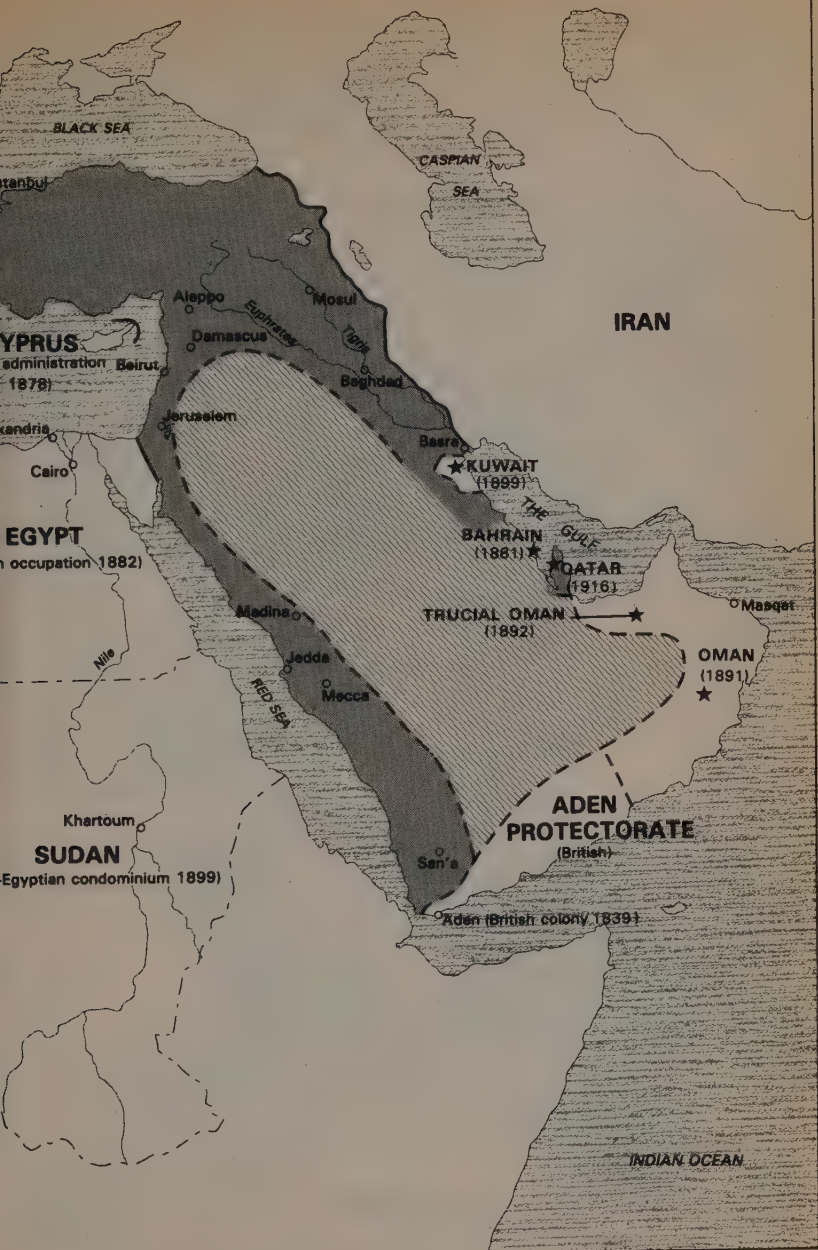 BLACK SEA
CASPIAN
SEA
stanbul
Aleppo
Mosul
Euphrates
Tigris
IRAN
YPRUS
administration
1878)
Damascus
Beirut
Baghdad
Jerusalem
xandria
Cairo
Basra
KUWAIT
(1899)
THE GULF
EGYPT
n occupation 1882)
BAHRAIN
(1881)
QATAR
(1916)
Madina
TRUCIAL OMAN
(1892)
Masqat
Nile
Jedda
Mecca
RED SEA
OMAN
(1891)
ADEN
PROTECTORATE
(British)
Khartoum
SUDAN
-Egyptian condominium 1899)
San'a
Aden (British colony 1839)
INDIAN OCEAN